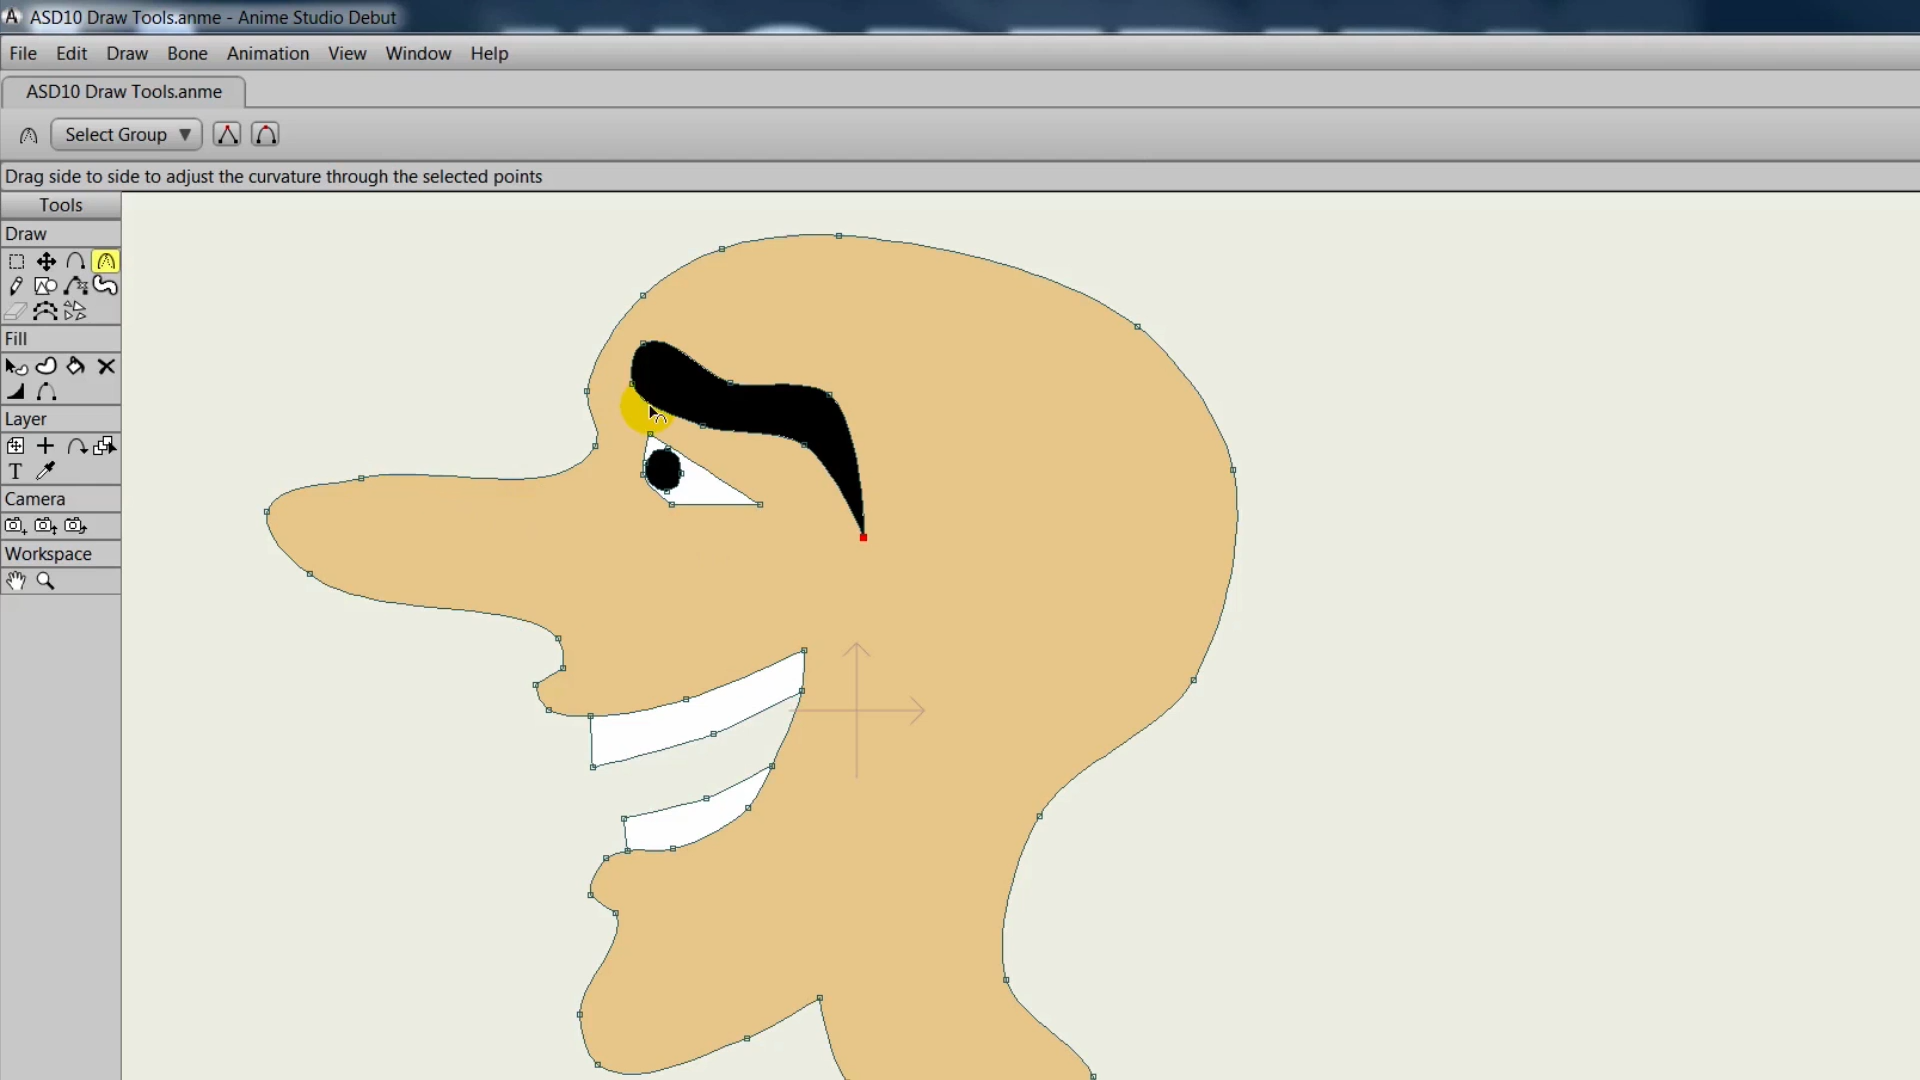 ASD10 Draw Tools.anme - Anime Studio Debut
File Edit Draw Bone Animation View Window Help
ASD10 Draw Tools.anme
Select Group
Drag side to side to adjust the curvature through the selected points
Tools
Draw
Fill
Layer
T
Camera
Workspace